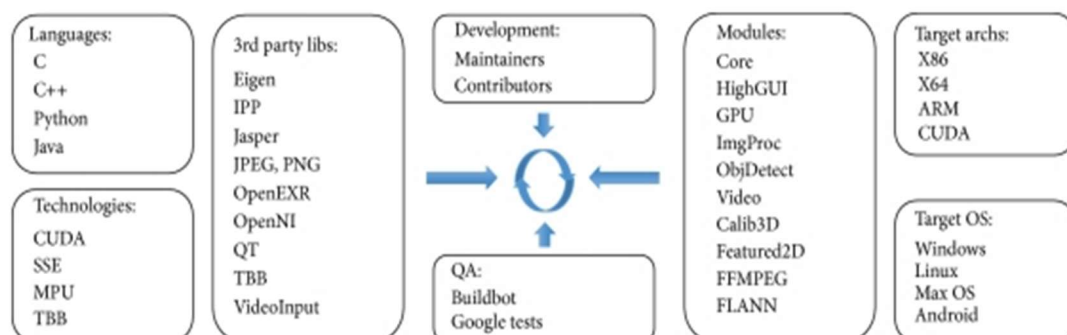 Languages:
C
C++
Python
Java
Technologies:
CUDA
SSE
MPU
TBB
3rd party libs:
Eigen
IPP
Jasper
JPEG, PNG
OpenEXR
OpenNI
QT
TBB
VideoInput
Development:
Maintainers
Contributors
QA:
Buildbot
Google tests
Modules:
Core
HighGUI
GPU
ImgProc
ObjDetect
Video
Calib3D
Featured2D
FFMPEG
FLANN
Target archs:
X86
X64
ARM
CUDA
Target OS:
Windows
Linux
Max OS
Android